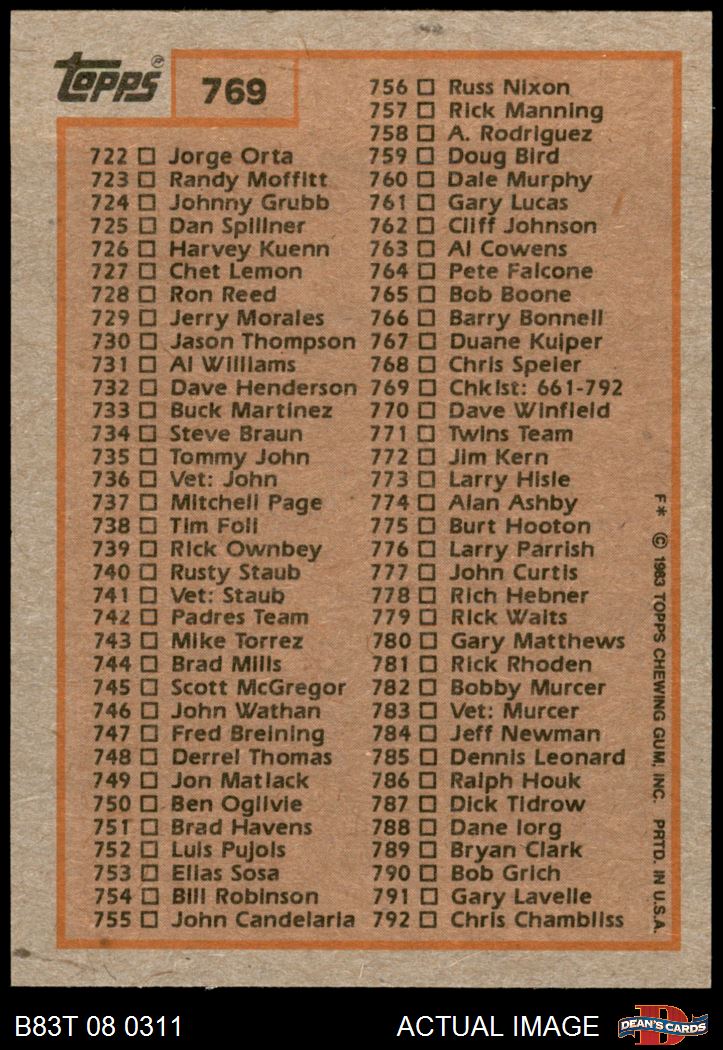 Topps®
769
722 □ Jorge Orta
723 □ Randy Moffitt
724 □ Johnny Grubb
725 □ Dan Spillner
726 □ Harvey Kuenn
727 □ Chet Lemon
728 □ Ron Reed
729 □ Jerry Morales
730 □ Jason Thompson
731 □ Al Williams
732 □ Dave Henderson
733 □ Buck Martinez
734 □ Steve Braun
735 □ Tommy John
736 □ Vet: John
737 □ Mitchell Page
738 □ Tim Foli
739 □ Rick Ownbey
740 □ Rusty Staub
741 □ Vet: Staub
742 □ Padres Team
743 □ Mike Torrez
744 □ Brad Mills
745 □ Scott McGregor
746 □ John Wathan
747 □ Fred Breining
748 □ Derrel Thomas
749 □ Jon Matlack
750 □ Ben Oglivie
751 □ Brad Havens
752 □ Luis Pujols
753 □ Elias Sosa
754 □ Bill Robinson
755 □ John Candelaria
756 □ Russ Nixon
757 □ Rick Manning
758 □ A. Rodriguez
759 □ Doug Bird
760 □ Dale Murphy
761 □ Gary Lucas
762 □ Cliff Johnson
763 □ Al Cowens
764 □ Pete Falcone
765 □ Bob Boone
766 □ Barry Bonnell
767 □ Duane Kuiper
768 □ Chris Speier
769 □ Chklst: 661-792
770 □ Dave Winfield
771 □ Twins Team
772 □ Jim Kern
773 □ Larry Hisle
774 □ Alan Ashby
775 □ Burt Hooton
776 □ Larry Parrish
777 □ John Curtis
778 □ Rich Hebner
779 □ Rick Waits
780 □ Gary Matthews
781 □ Rick Rhoden
782 □ Bobby Murcer
783 □ Vet: Murcer
784 □ Jeff Newman
785 □ Dennis Leonard
786 □ Ralph Houk
787 □ Dick Tidrow
788 □ Dane Iorg
789 □ Bryan Clark
790 □ Bob Grich
791 □ Gary Lavelle
792 □ Chris Chambliss
F* © 1983 TOPPS CHEWING GUM, INC. PRTD. IN U.S.A.
B83T 08 0311
ACTUAL IMAGE
D
DEAN'S CARDS